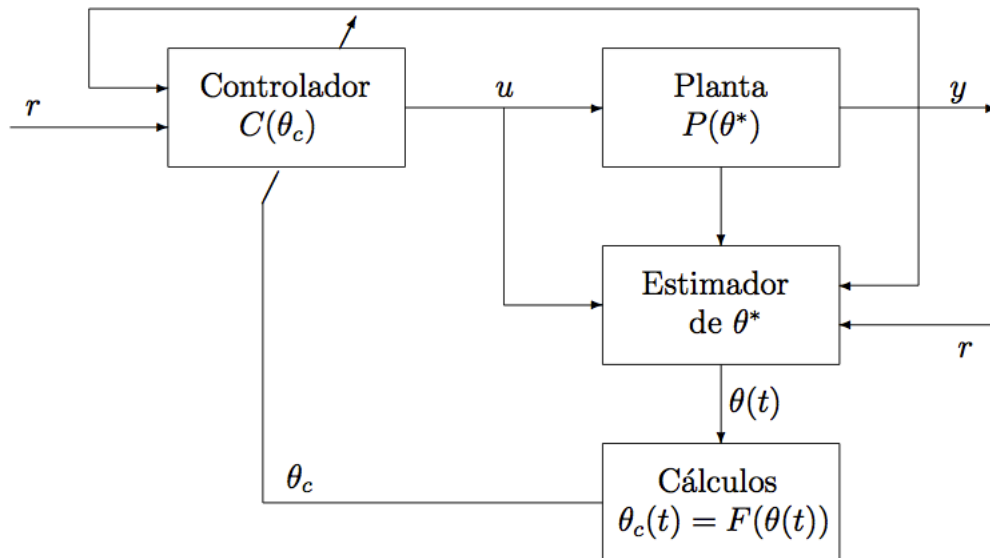 r
Controlador
C(θ_c)
u
Planta
P(θ*)
y
Estimador
de θ*
r
θ(t)
θ_c
Cálculos
θ_c(t) = F(θ(t))